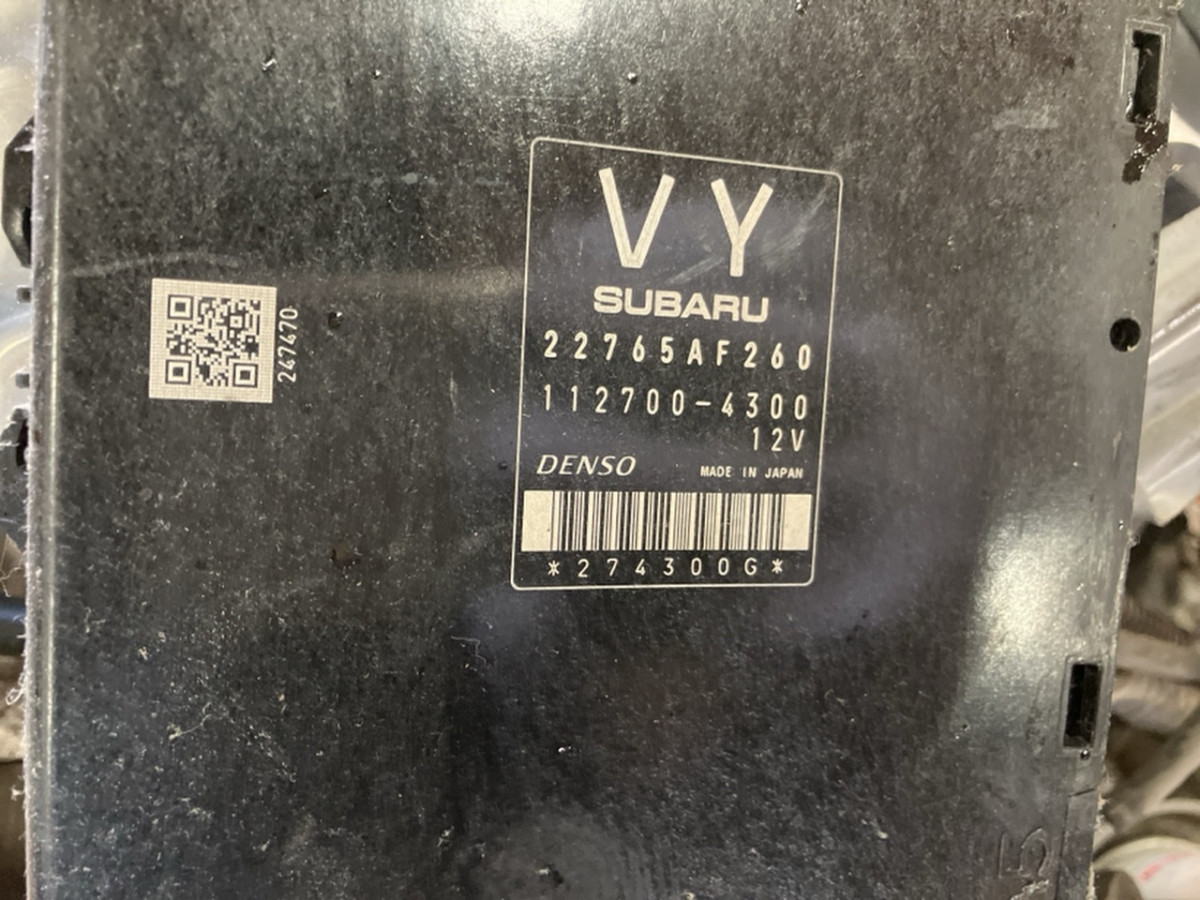 247470
VY
SUBARU
22765AF260
112700-4300
12V
DENSO
MADE IN JAPAN
*274300G*